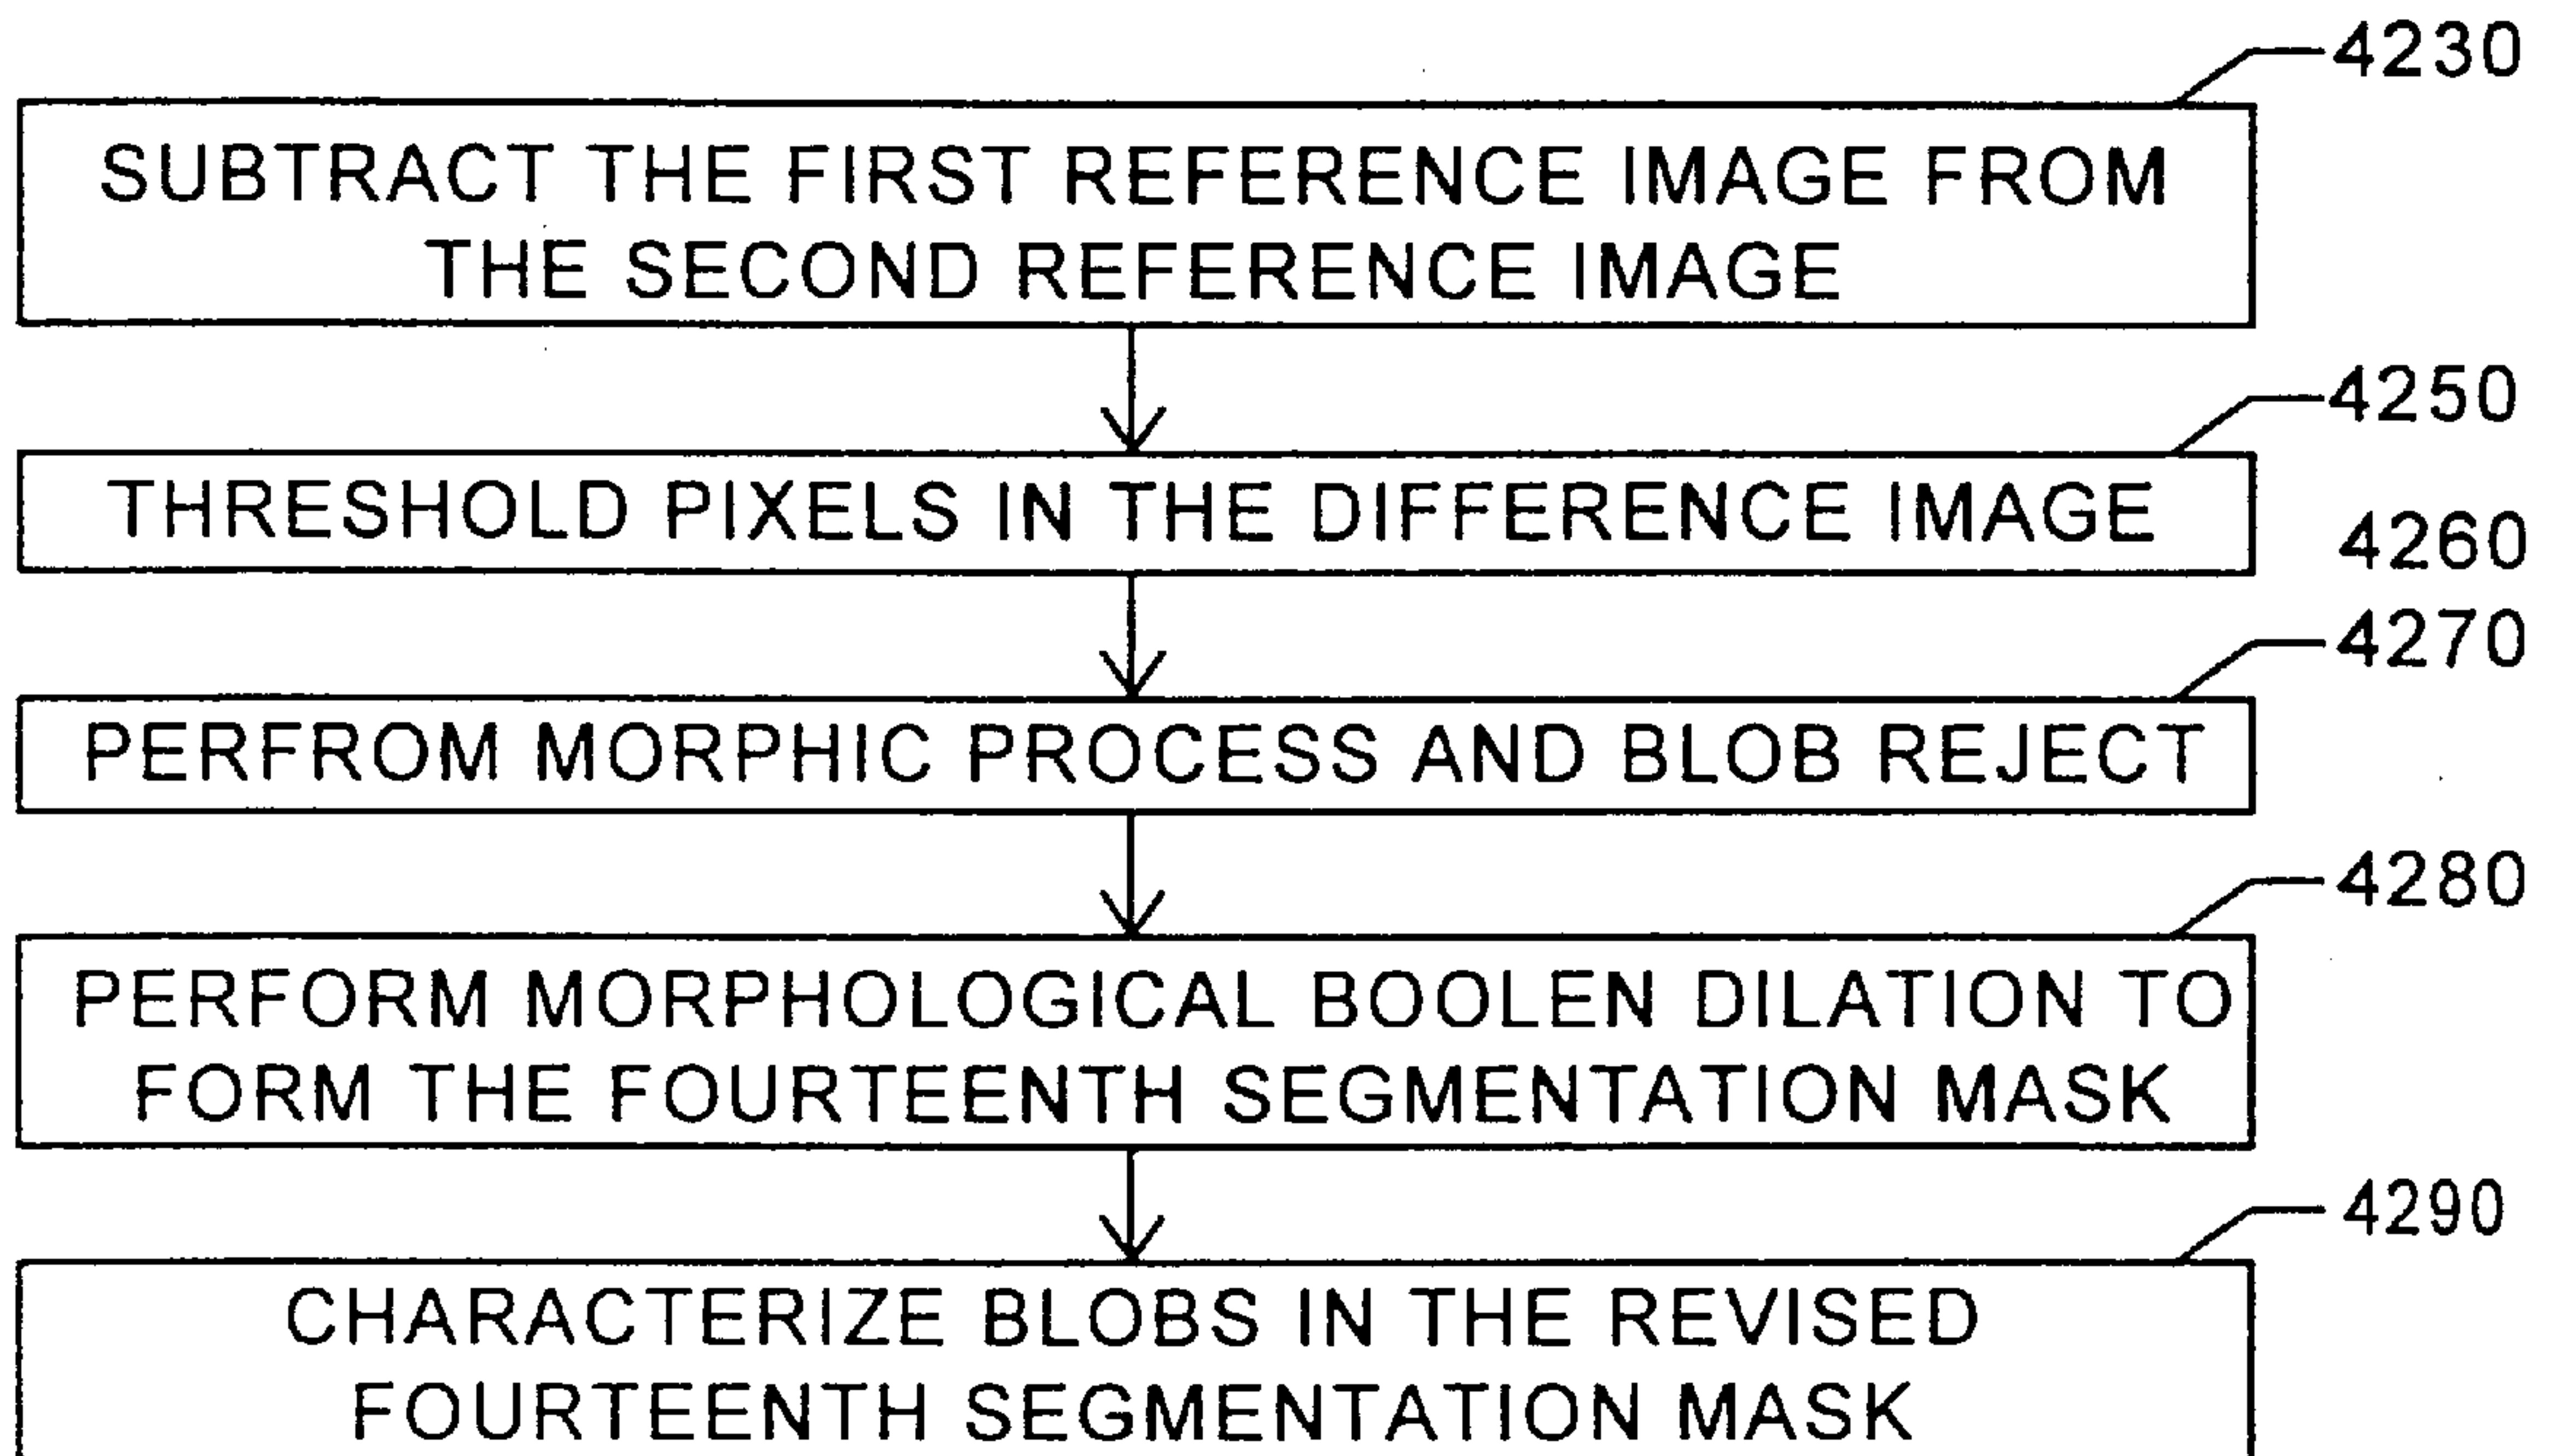 4230
SUBTRACT THE FIRST REFERENCE IMAGE FROM
THE SECOND REFERENCE IMAGE
4250
THRESHOLD PIXELS IN THE DIFFERENCE IMAGE
4260
4270
PERFROM MORPHIC PROCESS AND BLOB REJECT
4280
PERFORM MORPHOLOGICAL BOOLEN DILATION TO
FORM THE FOURTEENTH SEGMENTATION MASK
4290
CHARACTERIZE BLOBS IN THE REVISED
FOURTEENTH SEGMENTATION MASK